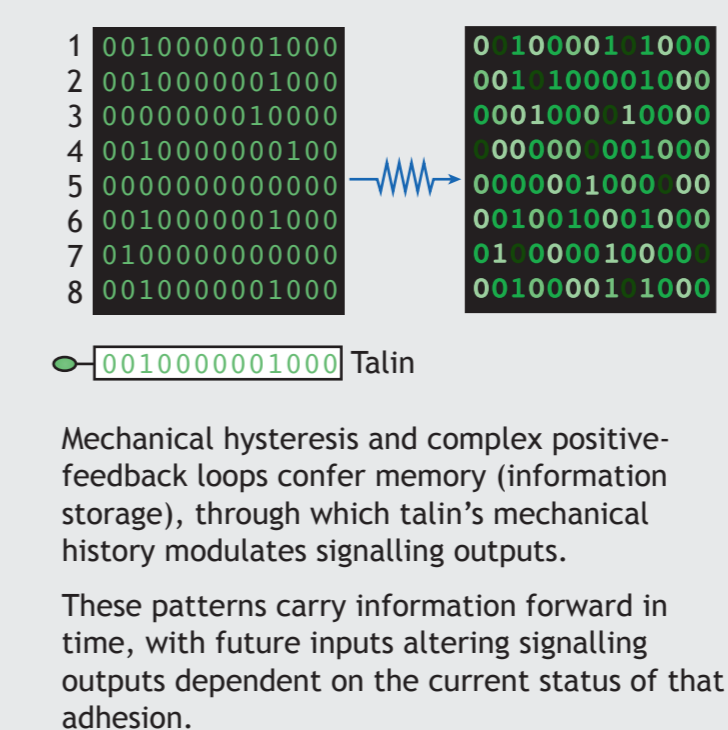 1 0010000001000 0010000101000
2 0010000001000 0010100001000
3 0000000010000 0001000010000
4 0010000000100 0000000001000
5 0000000000000 0000001000000
6 0010000001000 0010010001000
7 0100000000000 0100000100000
8 0010000001000 0010000101000
0010000001000 Talin
Mechanical hysteresis and complex positive-
feedback loops confer memory (information
storage), through which talin’s mechanical
history modulates signalling outputs.
These patterns carry information forward in
time, with future inputs altering signalling
outputs dependent on the current status of that
adhesion.